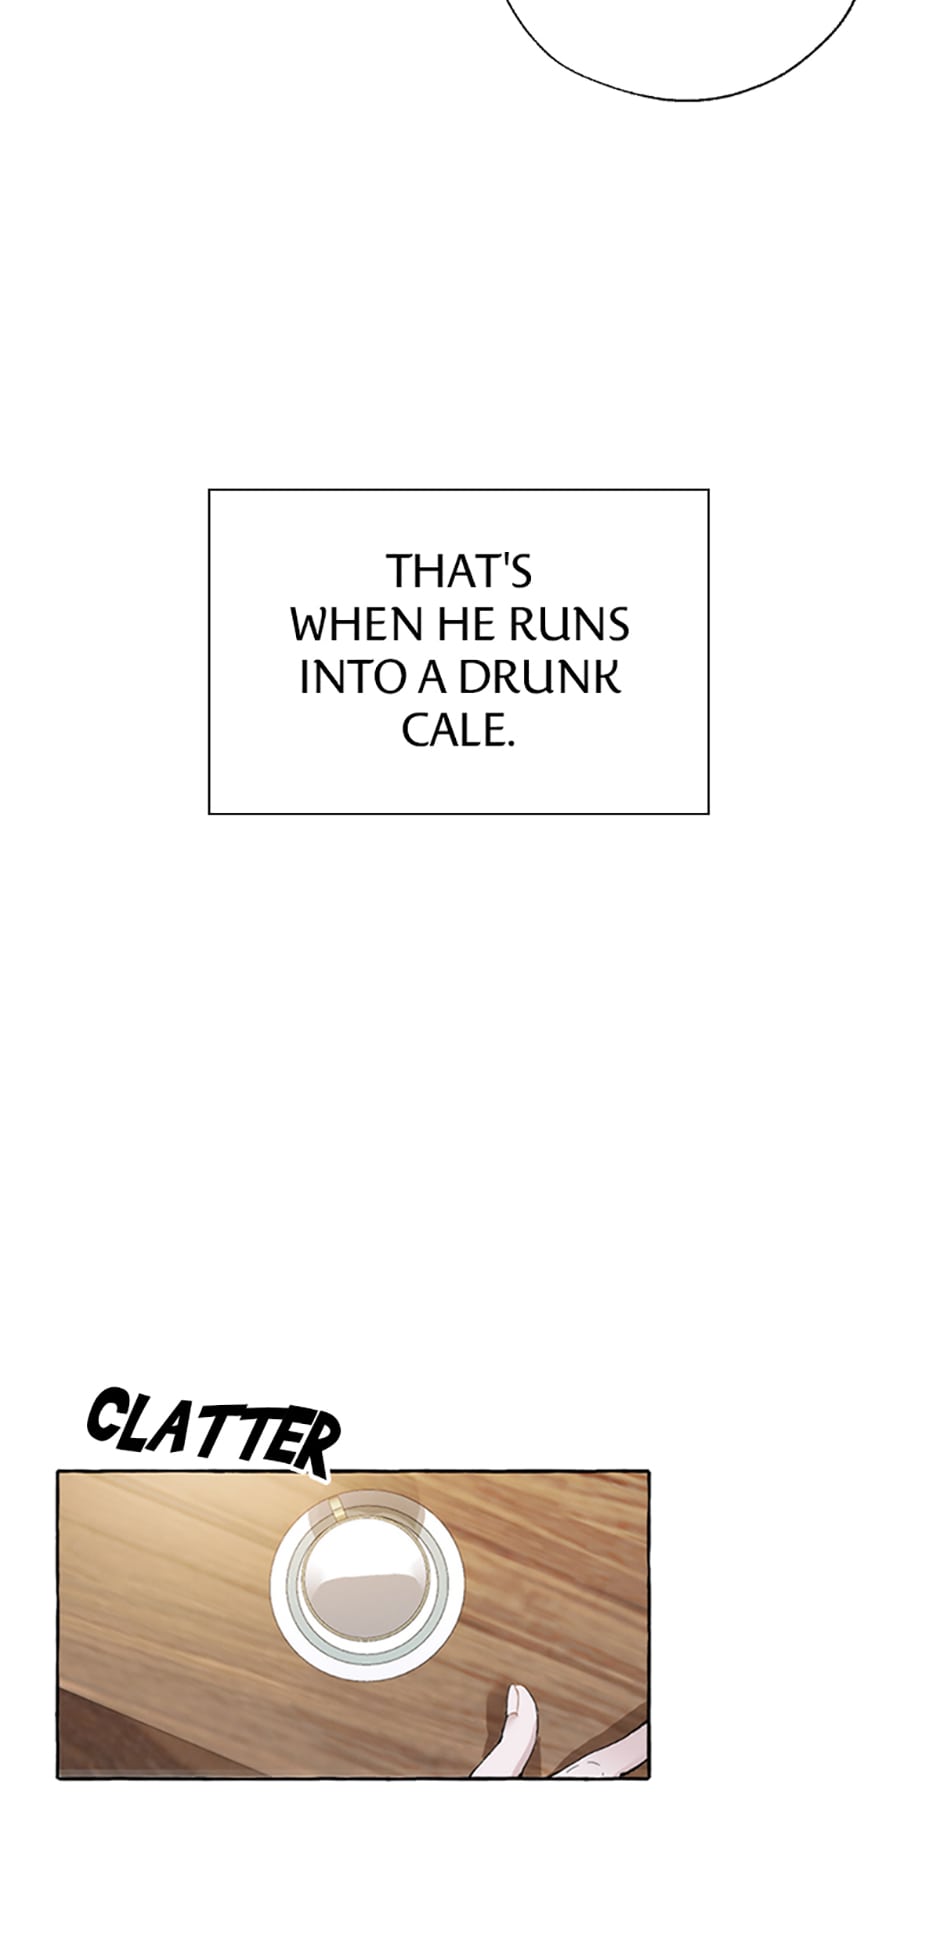 THAT'S
WHEN HE RUNS
INTO A DRUNK
CALE.
CLATTER